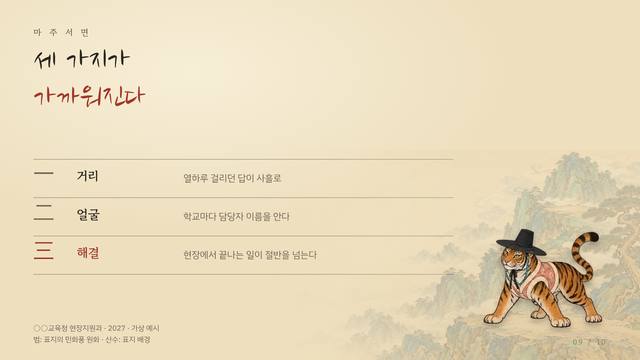 마주서면
세 가지가
가까워진다
一 거리 열하루 걸리던 답이 사흘로
二 얼굴 학교마다 담당자 이름을 안다
三 해결 현장에서 끝나는 일이 절반을 넘는다
○○교육청 현장지원과 · 2027 · 가상 예시
범: 표지의 민화풍 원화 · 산수: 표지 배경
09 / 10